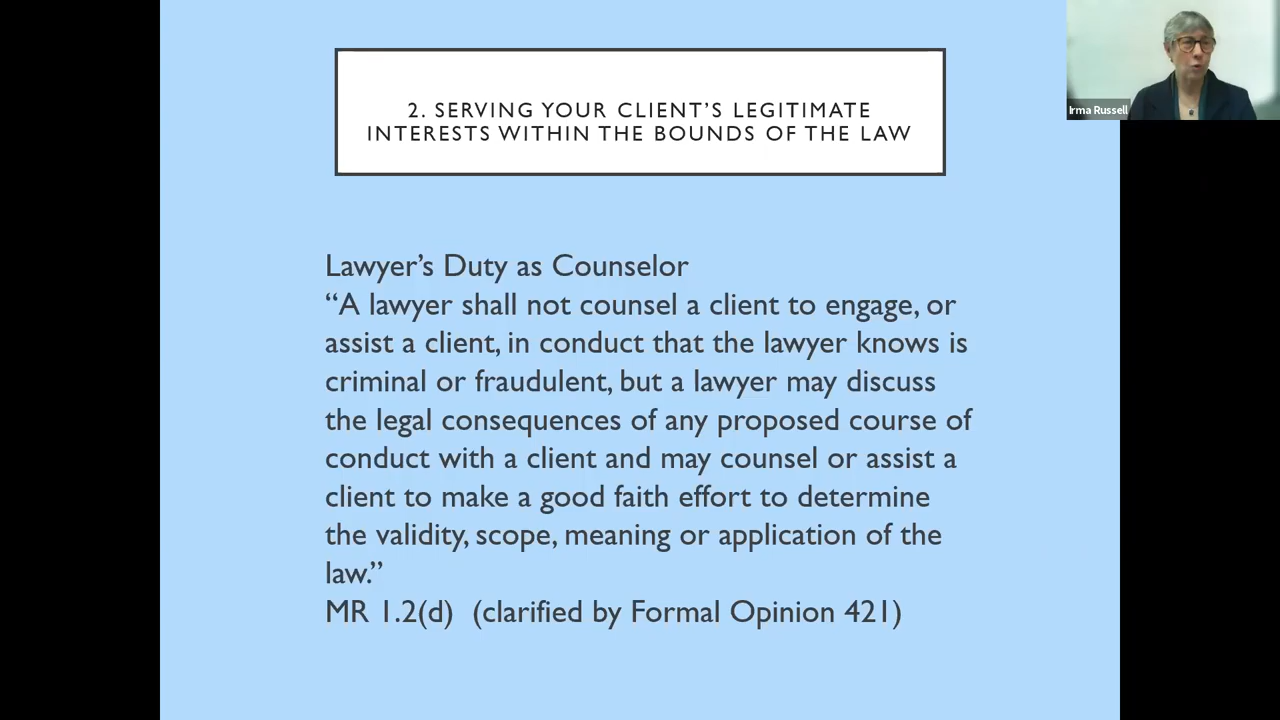 2. SERVING YOUR CLIENT’S LEGITIMATE
INTERESTS WITHIN THE BOUNDS OF THE LAW
Irma Russell
Lawyer’s Duty as Counselor
“A lawyer shall not counsel a client to engage, or
assist a client, in conduct that the lawyer knows is
criminal or fraudulent, but a lawyer may discuss
the legal consequences of any proposed course of
conduct with a client and may counsel or assist a
client to make a good faith effort to determine
the validity, scope, meaning or application of the
law.”
MR 1.2(d)  (clarified by Formal Opinion 421)